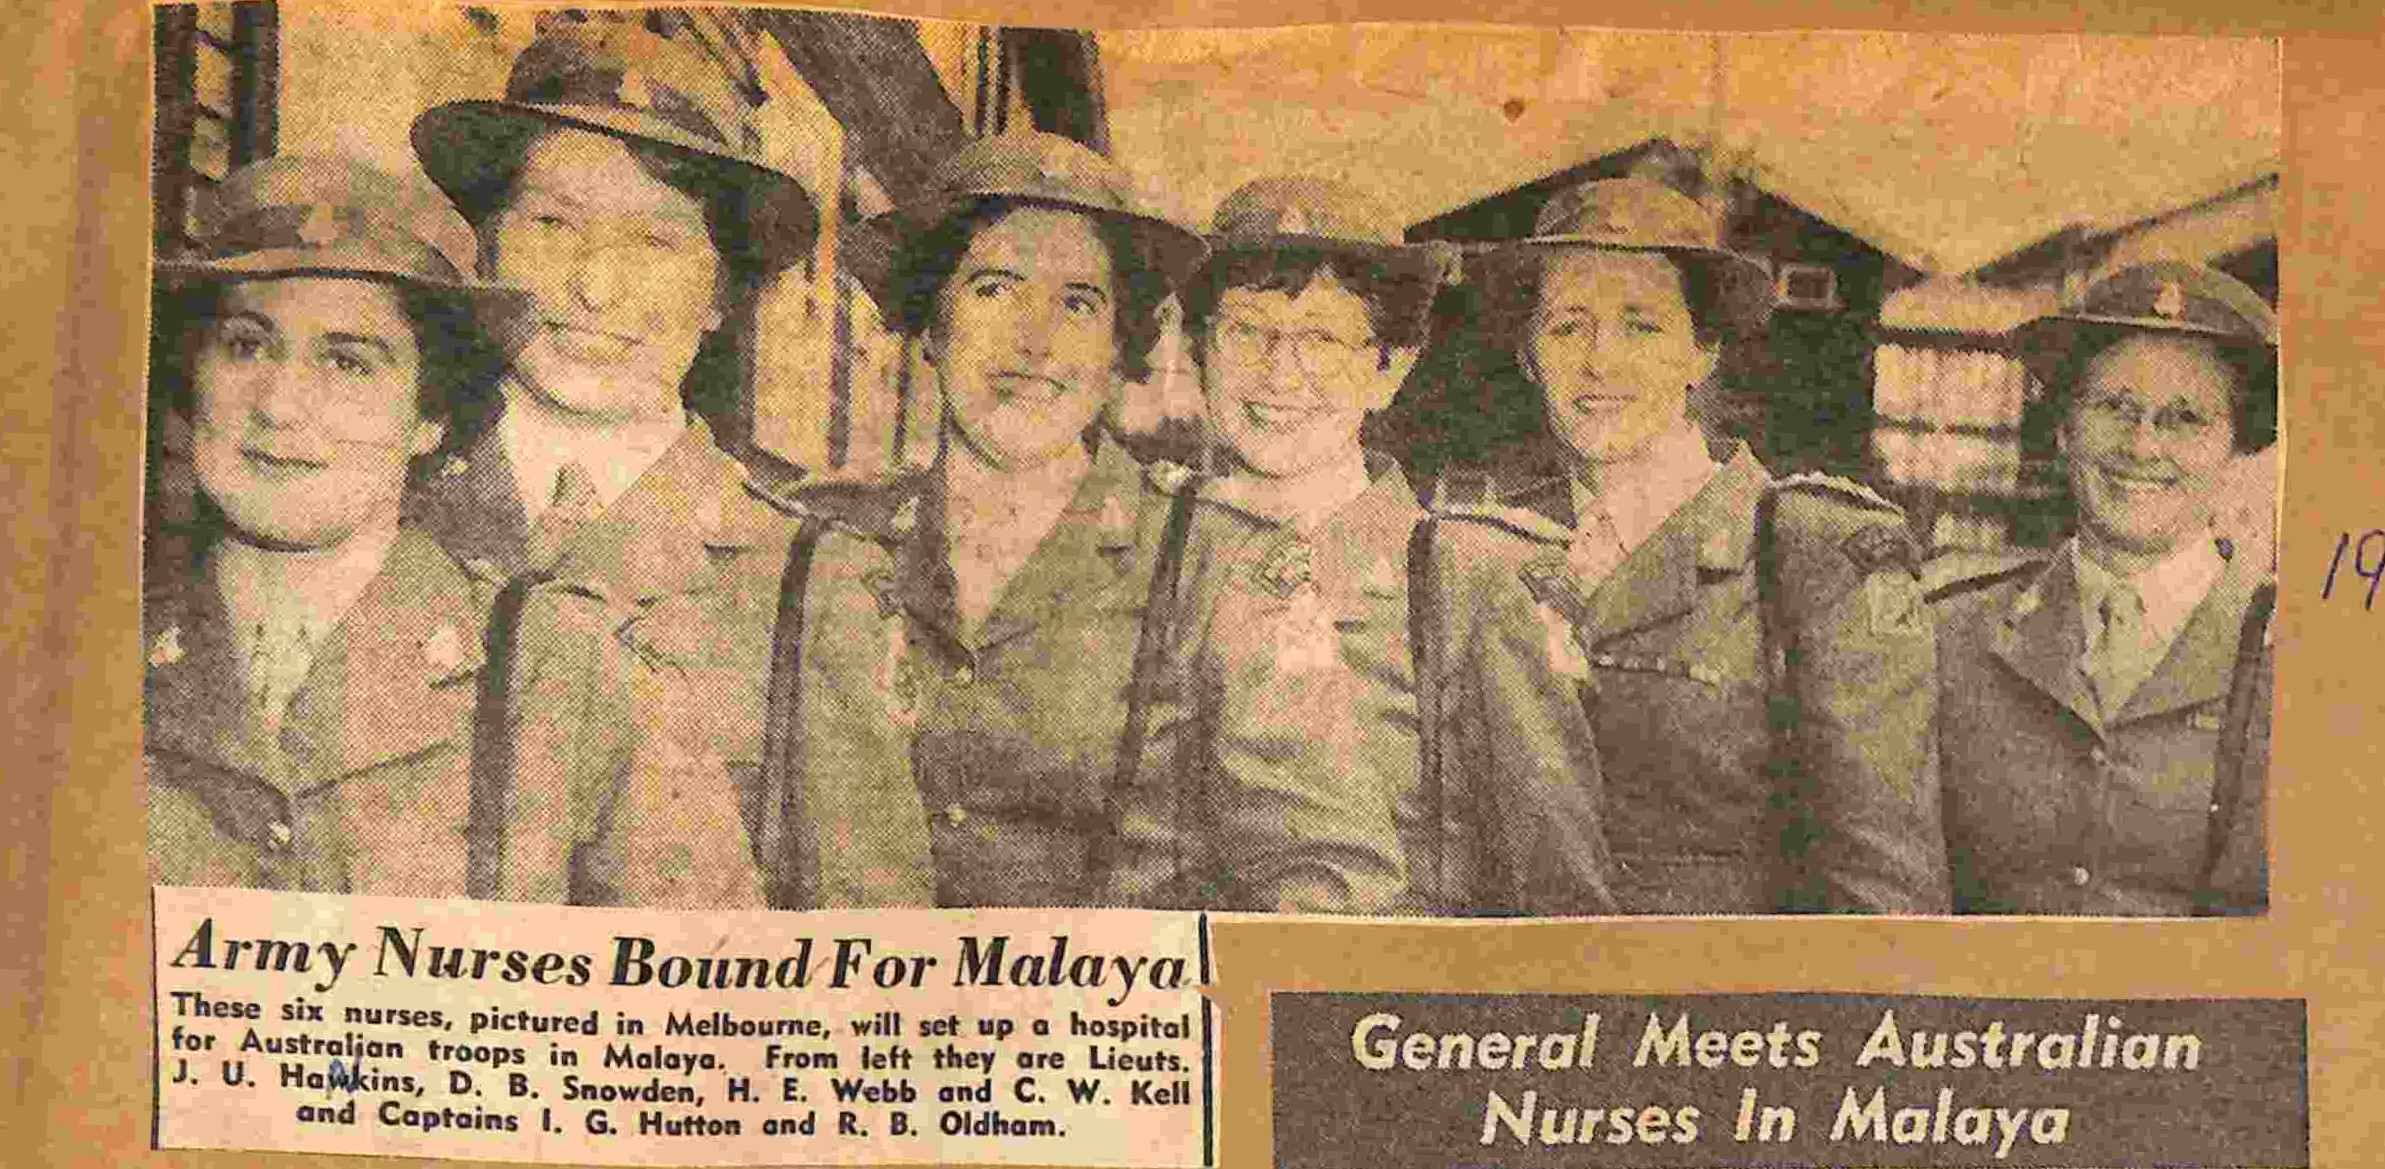 19
Army Nurses Bound For Malaya
These six nurses, pictured in Melbourne, will set up a hospital
for Australian troops in Malaya. From left they are Lieuts.
J. U. Hawkins, D. B. Snowden, H. E. Webb and C. W. Kell
and Captains I. G. Hutton and R. B. Oldham.
General Meets Australian
Nurses In Malaya